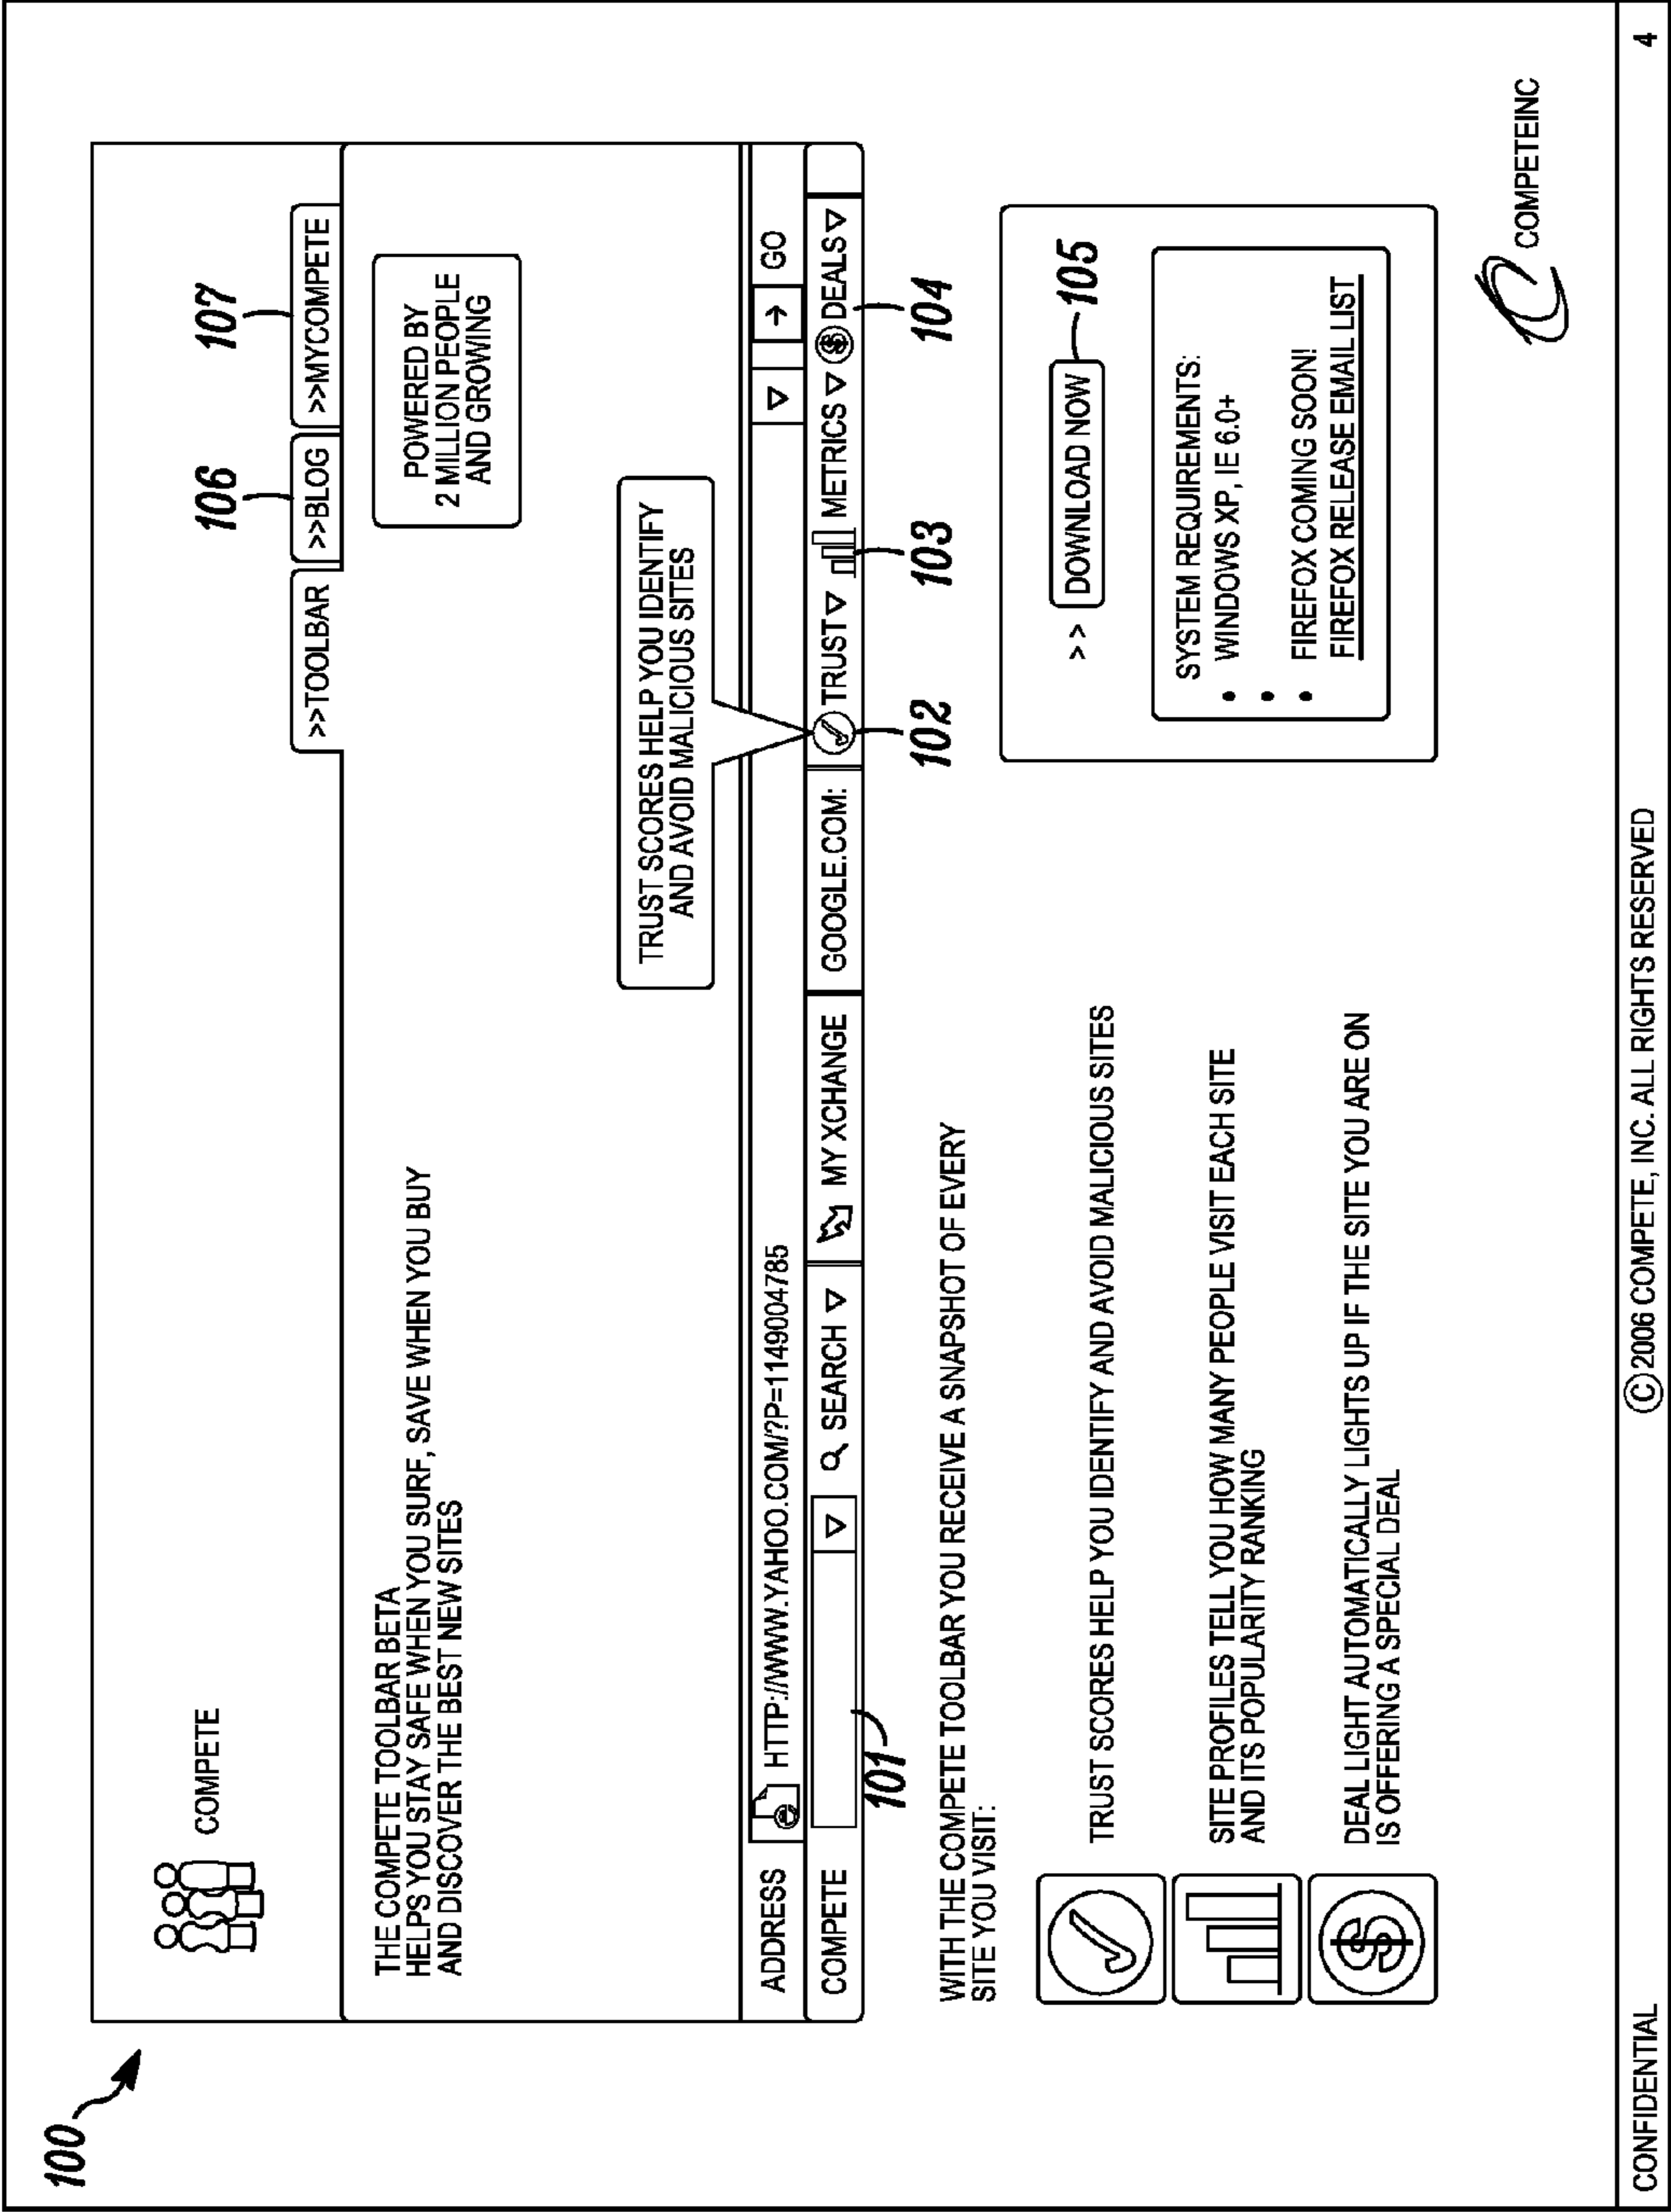 100
COMPETE
106
107
>>TOOLBAR
>>BLOG
>>MYCOMPETE
THE COMPETE TOOLBAR BETA
HELPS YOU STAY SAFE WHEN YOU SURF, SAVE WHEN YOU BUY
AND DISCOVER THE BEST NEW SITES
POWERED BY
2 MILLION PEOPLE
AND GROWING
TRUST SCORES HELP YOU IDENTIFY
AND AVOID MALICIOUS SITES
ADDRESS HTTP://WWW.YAHOO.COM/?P=1149004785 GO
COMPETE SEARCH MY XCHANGE GOOGLE.COM: TRUST METRICS $ DEALS
101
102
103
104
WITH THE COMPETE TOOLBAR YOU RECEIVE A SNAPSHOT OF EVERY
SITE YOU VISIT:
TRUST SCORES HELP YOU IDENTIFY AND AVOID MALICIOUS SITES
SITE PROFILES TELL YOU HOW MANY PEOPLE VISIT EACH SITE
AND ITS POPULARITY RANKING
$
DEAL LIGHT AUTOMATICALLY LIGHTS UP IF THE SITE YOU ARE ON
IS OFFERING A SPECIAL DEAL
>> DOWNLOAD NOW
105
SYSTEM REQUIREMENTS:
• WINDOWS XP, IE 6.0+
•
• FIREFOX COMING SOON!
FIREFOX RELEASE EMAIL LIST
COMPETEINC
CONFIDENTIAL
© 2006 COMPETE, INC. ALL RIGHTS RESERVED
4